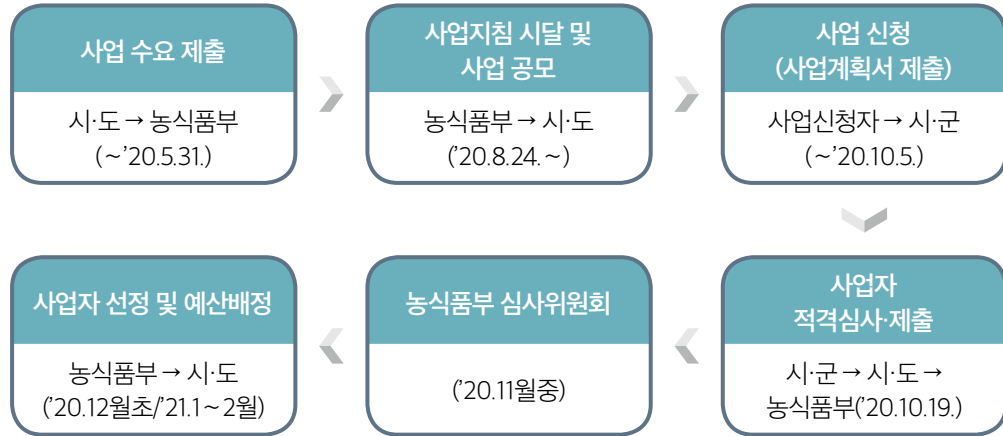 사업 수요 제출
시·도 → 농식품부
(~’20.5.31.)
사업지침 시달 및
사업 공모
농식품부 → 시·도
(’20.8.24.~)
사업 신청
(사업계획서 제출)
사업신청자 → 시·군
(~’20.10.5.)
사업자
적격심사·제출
시·군 → 시·도 →
농식품부(’20.10.19.)
농식품부 심사위원회
(’20.11월중)
사업자 선정 및 예산배정
농식품부 → 시·도
(’20.12월초/’21.1~2월)